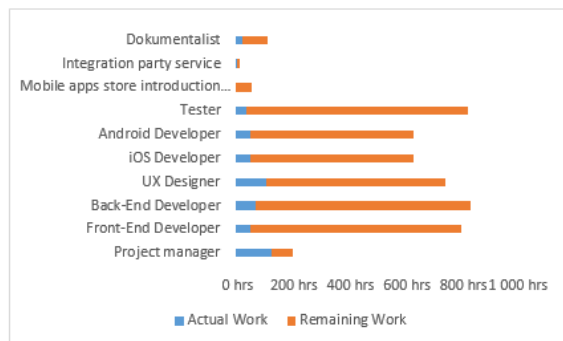 Dokumentalist
Integration party service
Mobile apps store introduction...
Tester
Android Developer
iOS Developer
UX Designer
Back-End Developer
Front-End Developer
Project manager
0 hrs 200 hrs 400 hrs 600 hrs 800 hrs 1 000 hrs
Actual Work Remaining Work